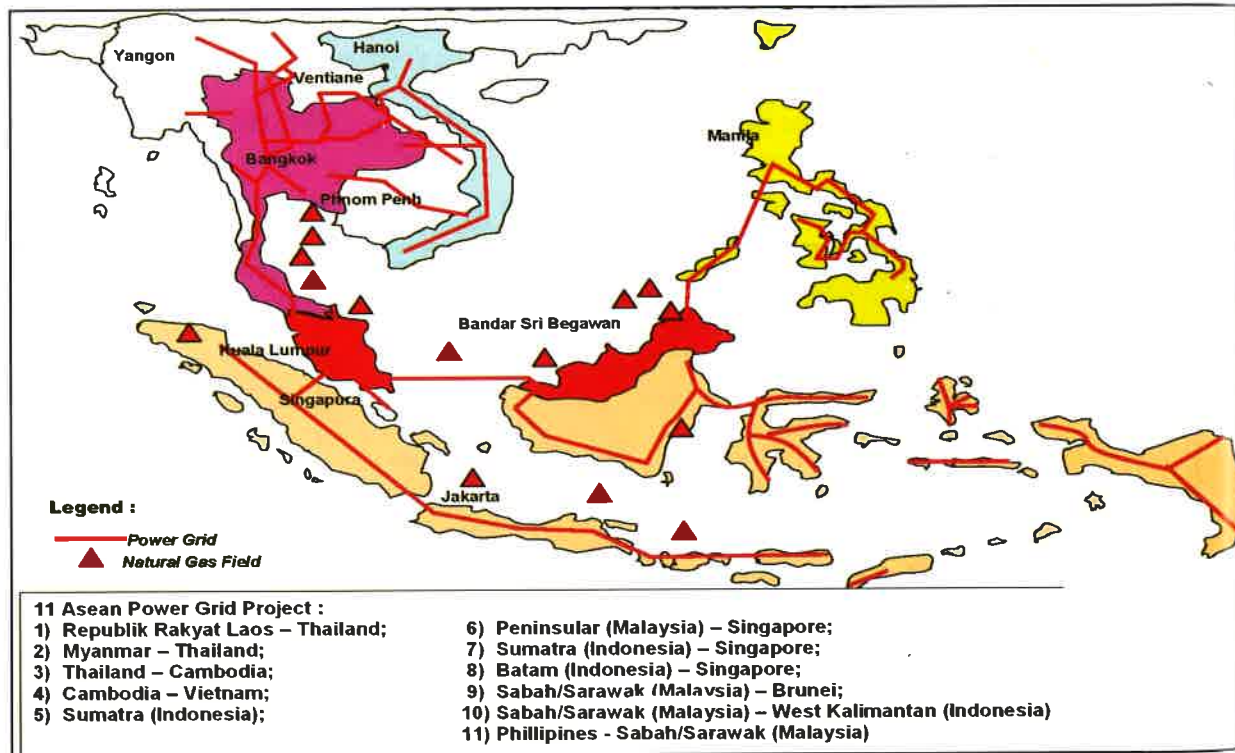 Yangon
Hanoi
Ventiane
Manila
Bangkok
Phnom Penh
Bandar Sri Begawan
Kuala Lumpur
Singapura
Jakarta
Legend :
Power Grid
Natural Gas Field
11 Asean Power Grid Project :
1) Republik Rakyat Laos – Thailand;
2) Myanmar – Thailand;
3) Thailand – Cambodia;
4) Cambodia – Vietnam;
5) Sumatra (Indonesia);
6) Peninsular (Malaysia) – Singapore;
7) Sumatra (Indonesia) – Singapore;
8) Batam (Indonesia) – Singapore;
9) Sabah/Sarawak (Malaysia) – Brunei;
10) Sabah/Sarawak (Malaysia) – West Kalimantan (Indonesia)
11) Phillipines - Sabah/Sarawak (Malaysia)